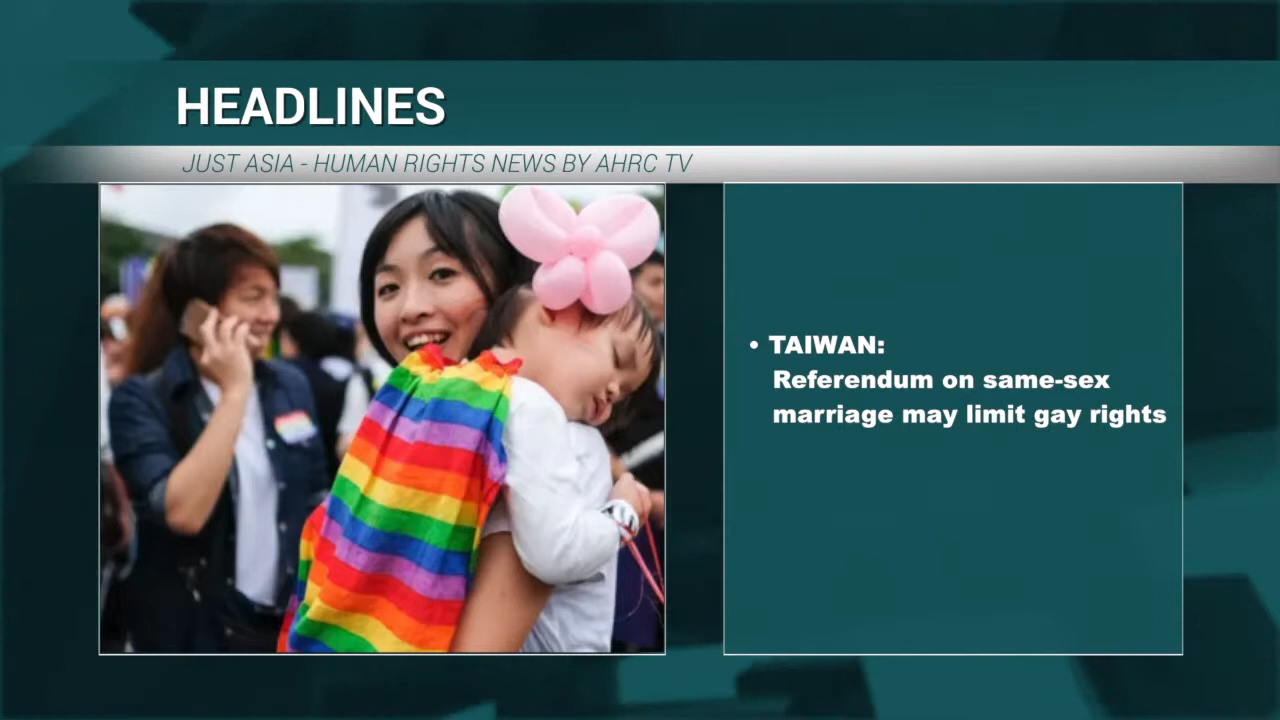 HEADLINES
JUST ASIA - HUMAN RIGHTS NEWS BY AHRC TV
• TAIWAN:
Referendum on same-sex
marriage may limit gay rights